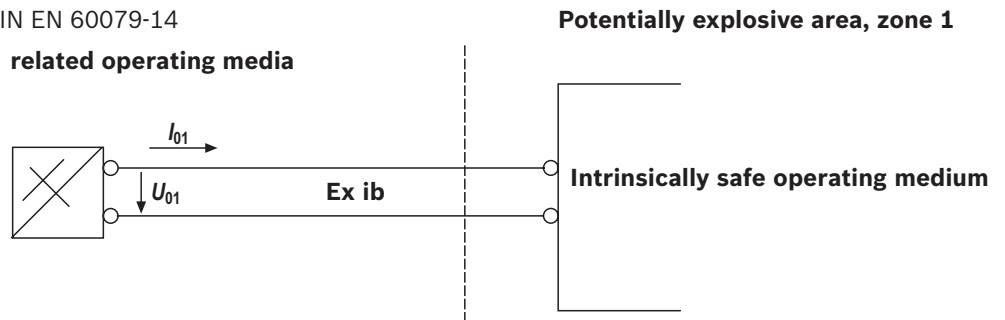 IN EN 60079-14
Potentially explosive area, zone 1
related operating media
I01
U01
Ex ib
Intrinsically safe operating medium